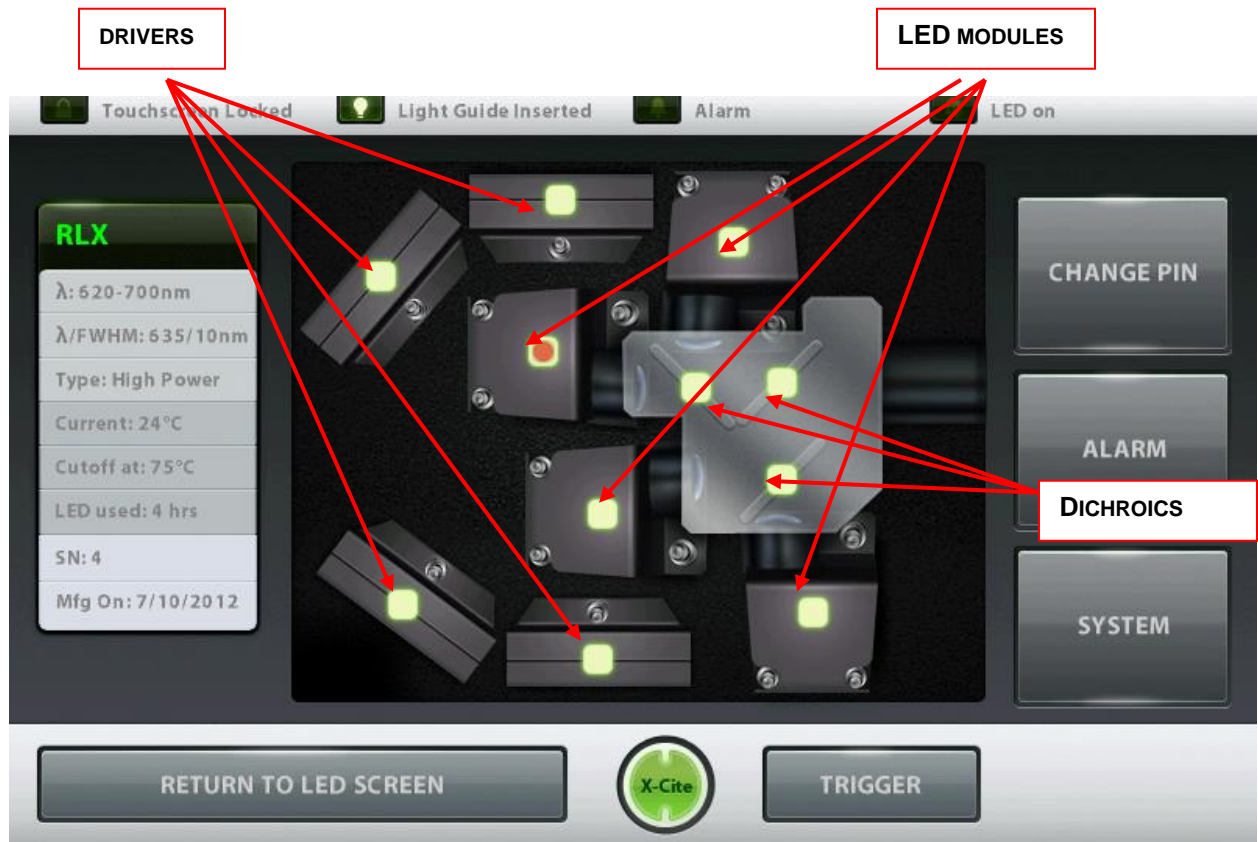 DRIVERS
LED MODULES
Touchscreen Locked
Light Guide Inserted
Alarm
LED on
RLX
λ: 620-700nm
λ/FWHM: 635/10nm
Type: High Power
Current: 24°C
Cutoff at: 75°C
LED used: 4 hrs
SN: 4
Mfg On: 7/10/2012
CHANGE PIN
ALARM
DICHROICS
SYSTEM
RETURN TO LED SCREEN
X-Cite
TRIGGER